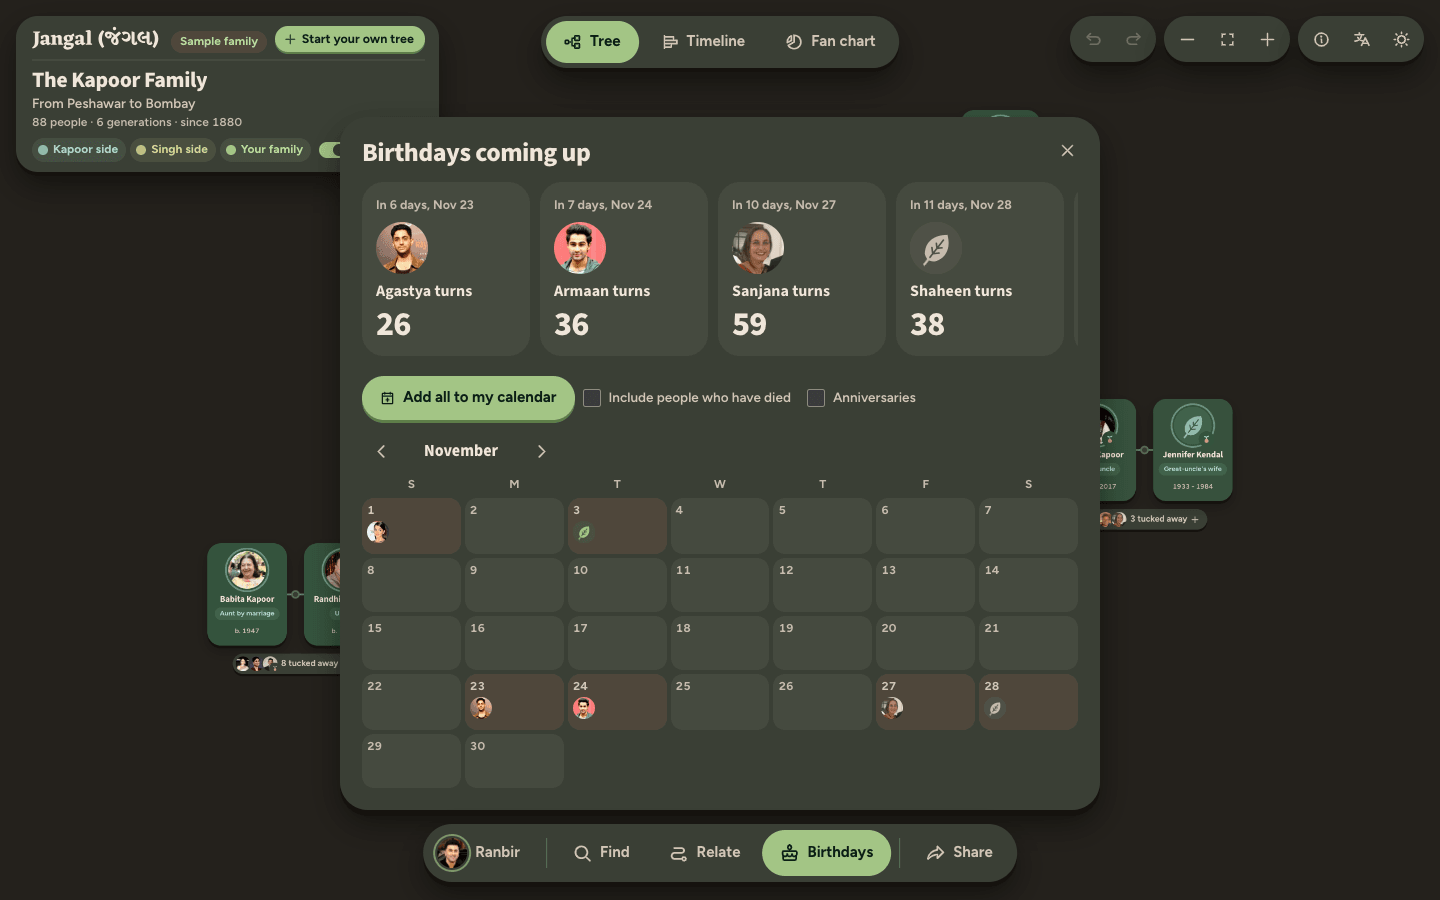 Jangal (જંગલ)
Sample family
Start your own tree
Tree
Timeline
Fan chart
The Kapoor Family
From Peshawar to Bombay
88 people · 6 generations · since 1880
Kapoor side
Singh side
Your family
Birthdays coming up
In 6 days, Nov 23
Agastya turns
26
In 7 days, Nov 24
Armaan turns
36
In 10 days, Nov 27
Sanjana turns
59
In 11 days, Nov 28
Shaheen turns
38
Add all to my calendar
Include people who have died
Anniversaries
November
S M T W T F S
1 2 3 4 5 6 7
8 9 10 11 12 13 14
15 16 17 18 19 20 21
22 23 24 25 26 27 28
29 30
Babita Kapoor
Aunt by marriage
b. 1947
Randhi
U
b.
8 tucked away
apoor
uncle
2017
Jennifer Kendal
Great-uncle's wife
1933 - 1984
3 tucked away +
Ranbir
Find
Relate
Birthdays
Share